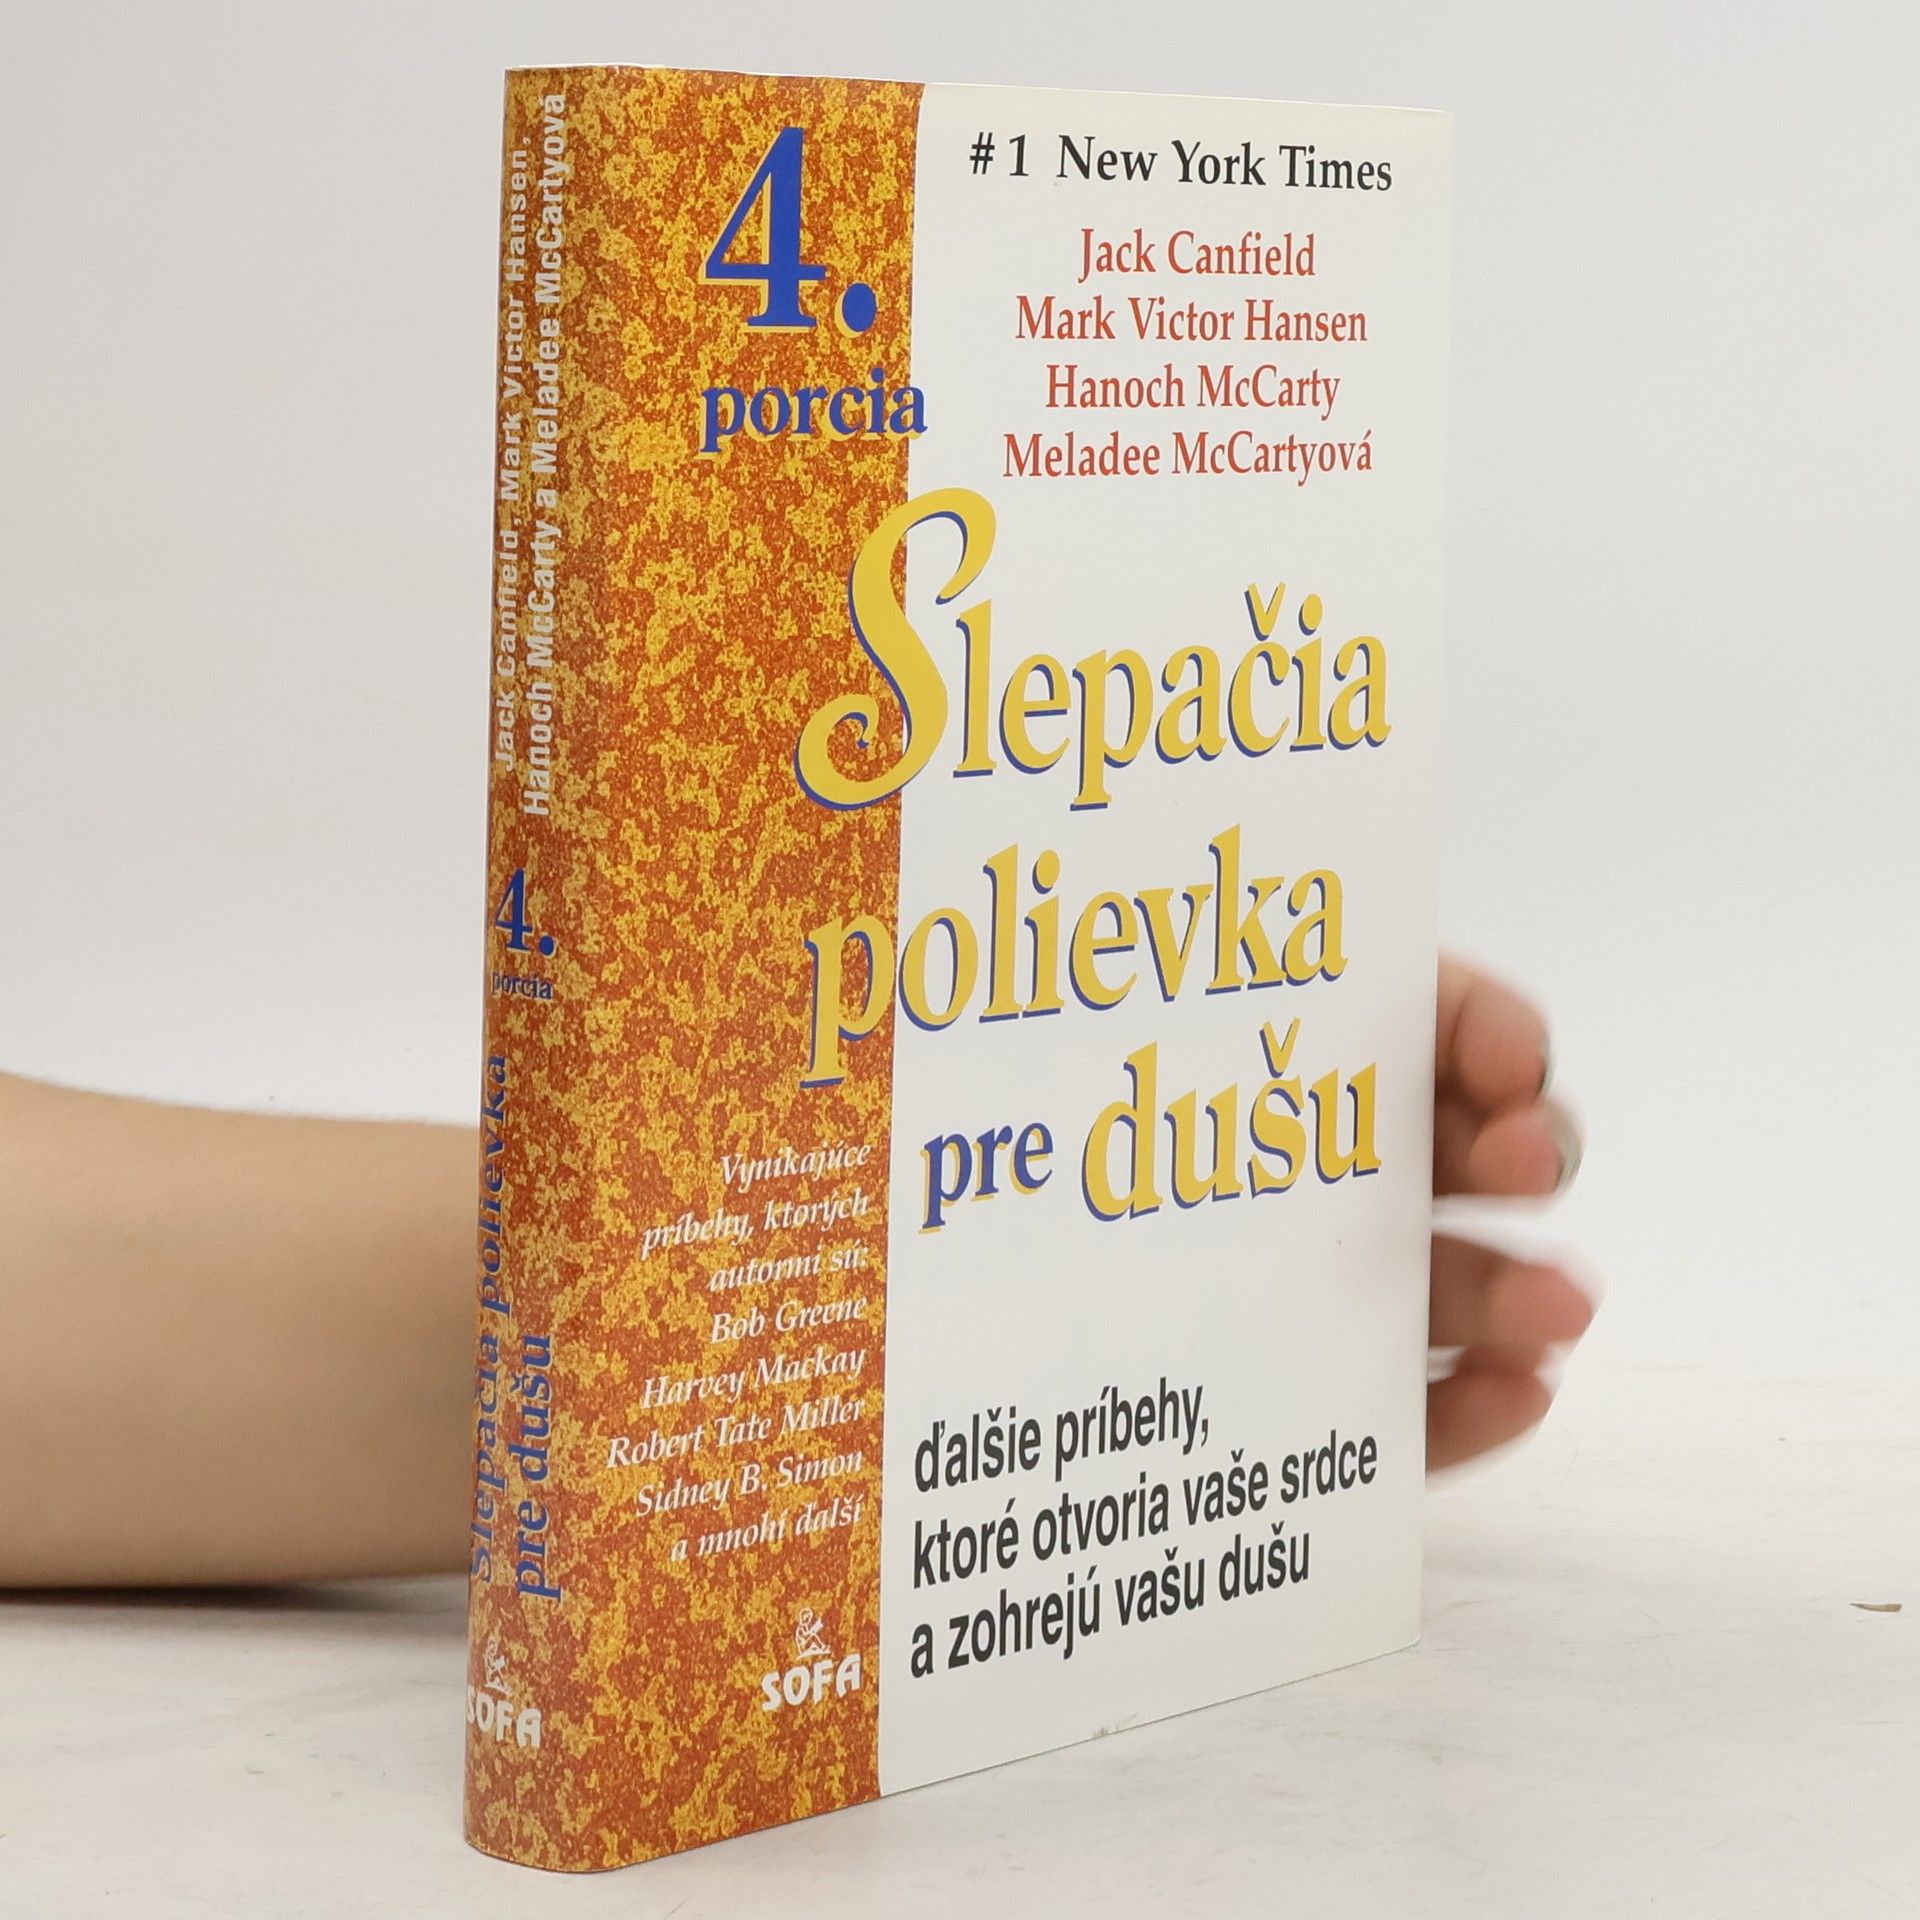 Jack Canfield, Mark Victor Hansen,
Hanoch McCarty a Meladee McCartyová
4.
porcia
Slepačia polievka
pre dušu
SOFA
4.
porcia
# 1 New York Times
Jack Canfield
Mark Victor Hansen
Hanoch McCarty
Meladee McCartyová
Slepačia
polievka
pre dušu
Vynikajúce
príbehy, ktorých
autormi sú:
Bob Greene
Harvey Mackay
Robert Tate Miller
Sidney B. Simon
a mnohí ďalší
ďalšie príbehy,
ktoré otvoria vaše srdce
a zohrejú vašu dušu
SOFA